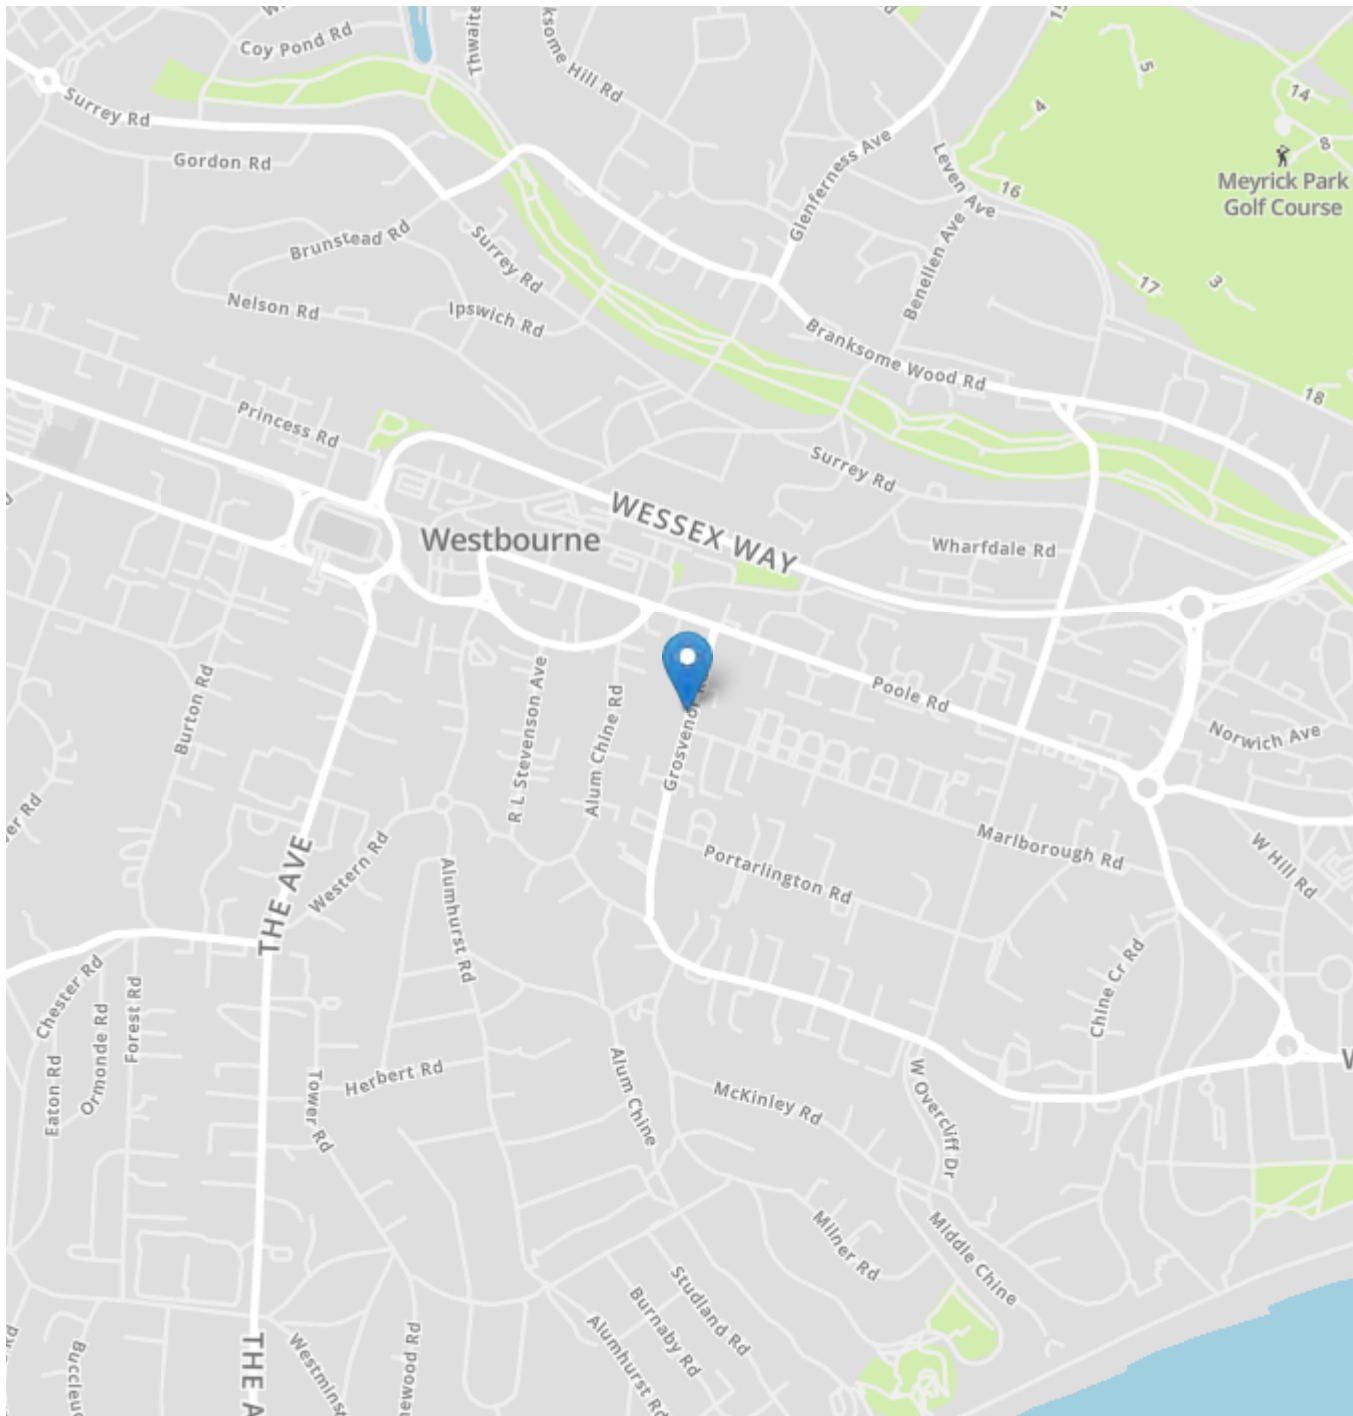 Coy Pond Rd
Surrey Rd
Gordon Rd
Glenferness Ave
Leven Ave
5
4
14
8
16
Meyrick Park
Golf Course
Brunstead Rd
Surrey Rd
Benellen Ave
17
3
Nelson Rd
Ipswich Rd
Branksome Wood Rd
18
Princess Rd
Surrey Rd
WESSEX WAY
Westbourne
Wharfdale Rd
Burton Rd
R L Stevenson Ave
Alum Chine Rd
Poole Rd
Norwich Ave
Marlborough Rd
W Hill Rd
THE AVE
Western Rd
Alumhurst Rd
Portarlington Rd
Chester Rd
Ormonde Rd
Forest Rd
Eaton Rd
Chine Cr Rd
Tower Rd
Herbert Rd
Alum Chine
McKinley Rd
W Overcliff Dr
Milner Rd
Middle Chine
Studland Rd
Burnaby Rd
Alumhurst Rd